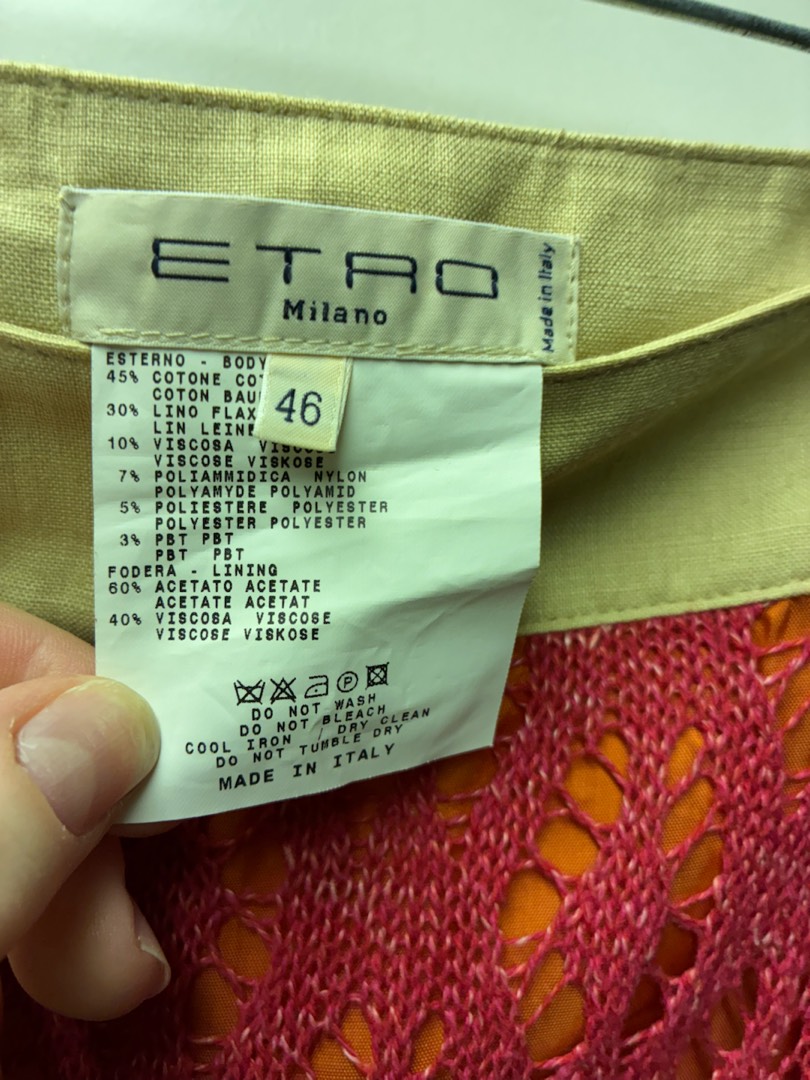 ETRO
Milano
Made in Italy
46
ESTERNO - BODY
45% COTONE
COTON
30% LINO FLAX
LIN LEINE
10% VISCOSA
VISCOSE VISKOSE
7% POLIAMMIDICA NYLON
POLYAMYDE POLYAMID
5% POLIESTERE POLYESTER
POLYESTER POLYESTER
3% PBT PBT
PBT PBT
FODERA - LINING
60% ACETATO ACETATE
ACETATE ACETAT
40% VISCOSA VISCOSE
VISCOSE VISKOSE
P
DO NOT WASH
DO NOT BLEACH
COOL IRON / DRY CLEAN
DO NOT TUMBLE DRY
MADE IN ITALY